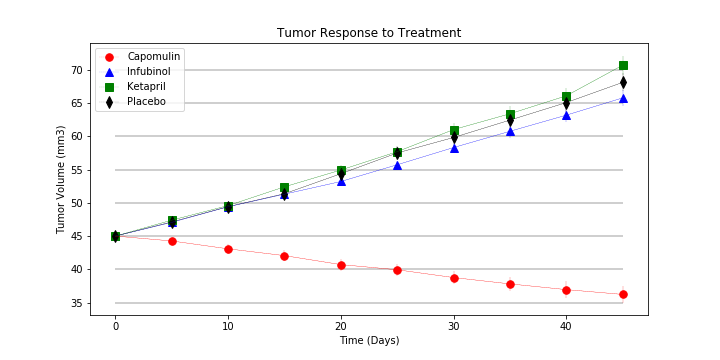 Tumor Response to Treatment
Capomulin
Infubinol
Ketapril
Placebo
Tumor Volume (mm3)
70
65
60
55
50
45
40
35
0
10
20
30
40
Time (Days)